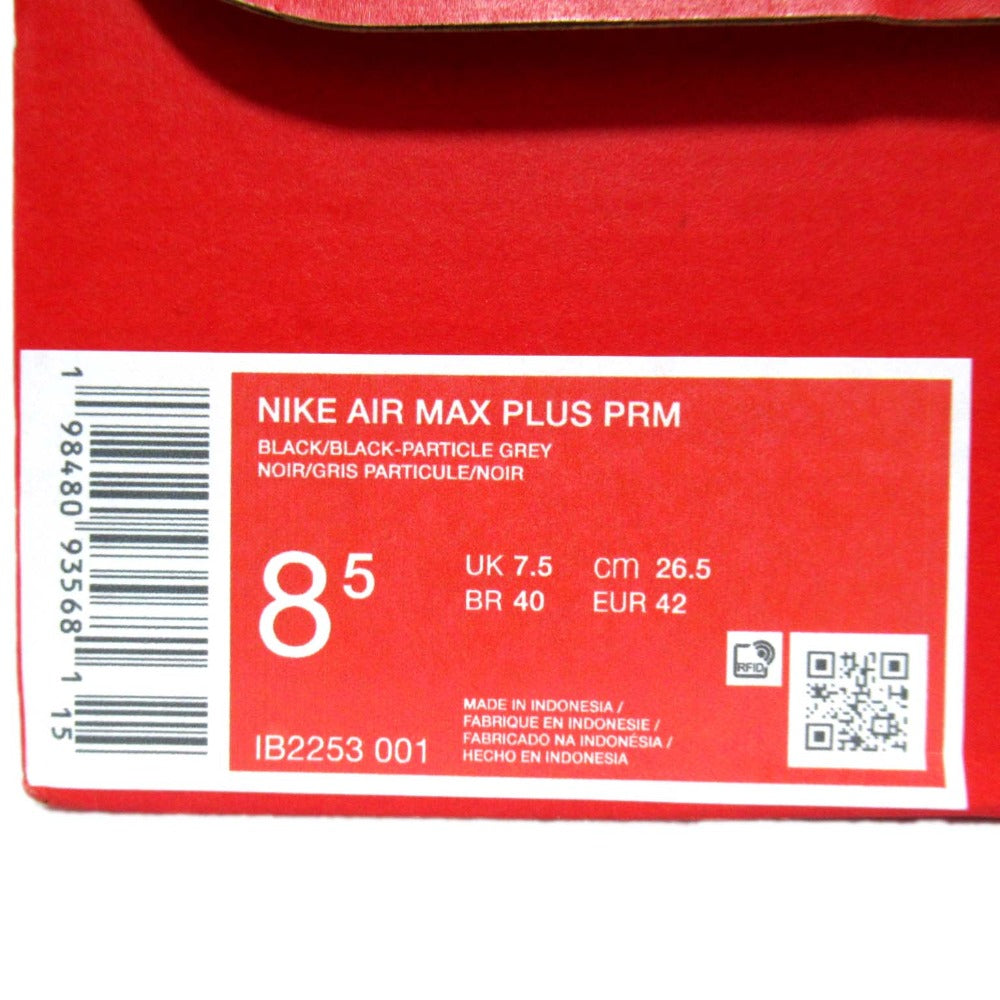 NIKE AIR MAX PLUS PRM
BLACK/BLACK-PARTICLE GREY
NOIR/GRIS PARTICULE/NOIR
8 5
UK 7.5 cm 26.5
BR 40 EUR 42
IB2253 001
MADE IN INDONESIA /
FABRIQUE EN INDONESIE /
FABRICADO NA INDONÉSIA /
HECHO EN INDONESIA
RFID
1 98480 93568 1 15